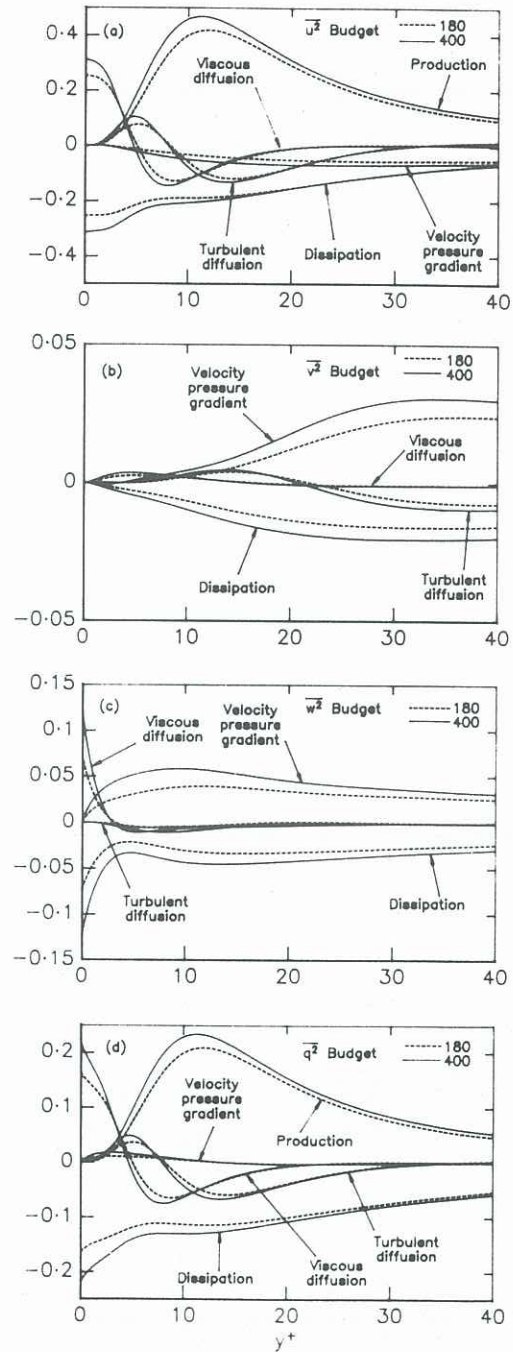 0·4
(a)
u² Budget
180
400
Viscous
diffusion
Production
0·2
0
−0·2
Turbulent
diffusion
Dissipation
Velocity
pressure
gradient
−0·4
0
10
20
30
40
0·05
(b)
v² Budget
180
400
Velocity
pressure
gradient
Viscous
diffusion
0
Dissipation
Turbulent
diffusion
−0·05
0
10
20
30
40
0·15
(c)
w² Budget
180
400
Viscous
diffusion
Velocity
pressure
gradient
0·1
0·05
0
−0·05
Turbulent
diffusion
Dissipation
−0·1
−0·15
0
10
20
30
40
(d)
q² Budget
180
400
0·2
Velocity
pressure
gradient
Production
0·1
0
−0·1
Turbulent
diffusion
Viscous
diffusion
Dissipation
−0·2
0
10
20
30
40
y⁺